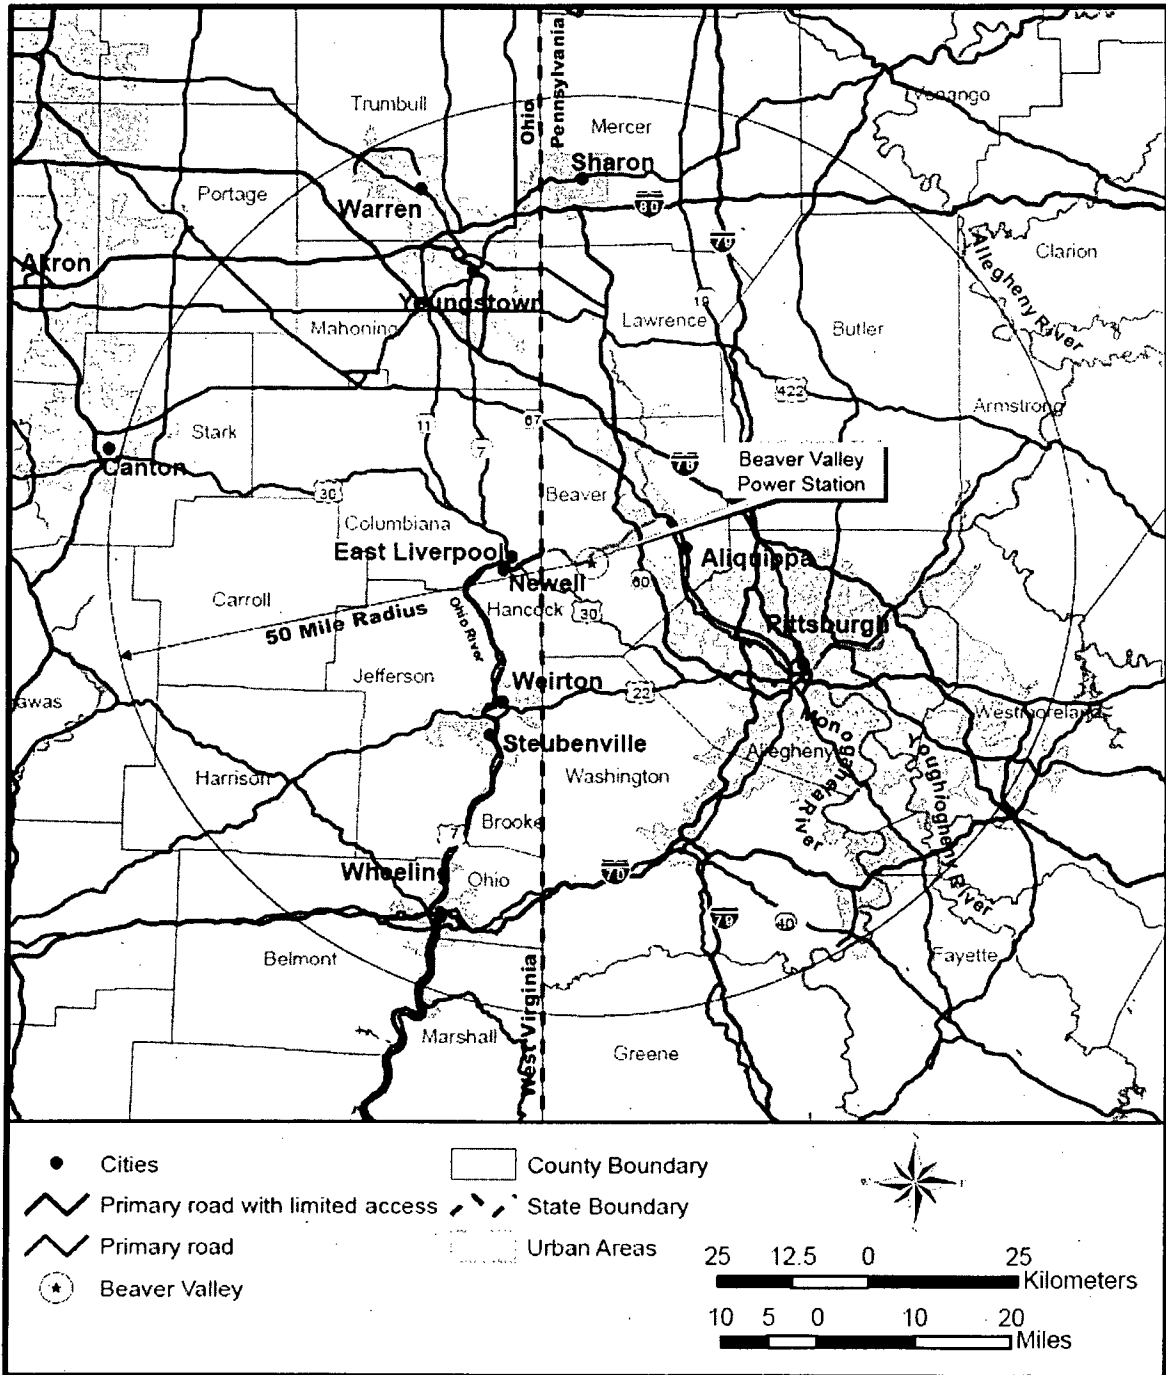 Ohio
Pennsylvania
Trumbull
Mercer
Venango
Sharon
Portage
Warren
80
79
Akron
Clarion
Allegheny River
Youngstown
19
Mahoning
Lawrence
Butler
422
Armstrong
Stark
11
7
67
Canton
76
Beaver Valley
Power Station
30
Beaver
Columbiana
East Liverpool
Aliquippa
Newell
60
Carroll
Hancock
30
50 Mile Radius
Ohio River
Pittsburgh
Jefferson
Weirton
22
awas
Westmoreland
Monogahela River
Youghiogheny River
Steubenville
Allegheny
Harrison
Washington
Brooke
7
Wheeling
Ohio
70
79
40
Belmont
Fayette
West Virginia
Marshall
Greene
Cities
County Boundary
Primary road with limited access
State Boundary
Primary road
Urban Areas
Beaver Valley
25 12.5 0 25
Kilometers
10 5 0 10 20
Miles